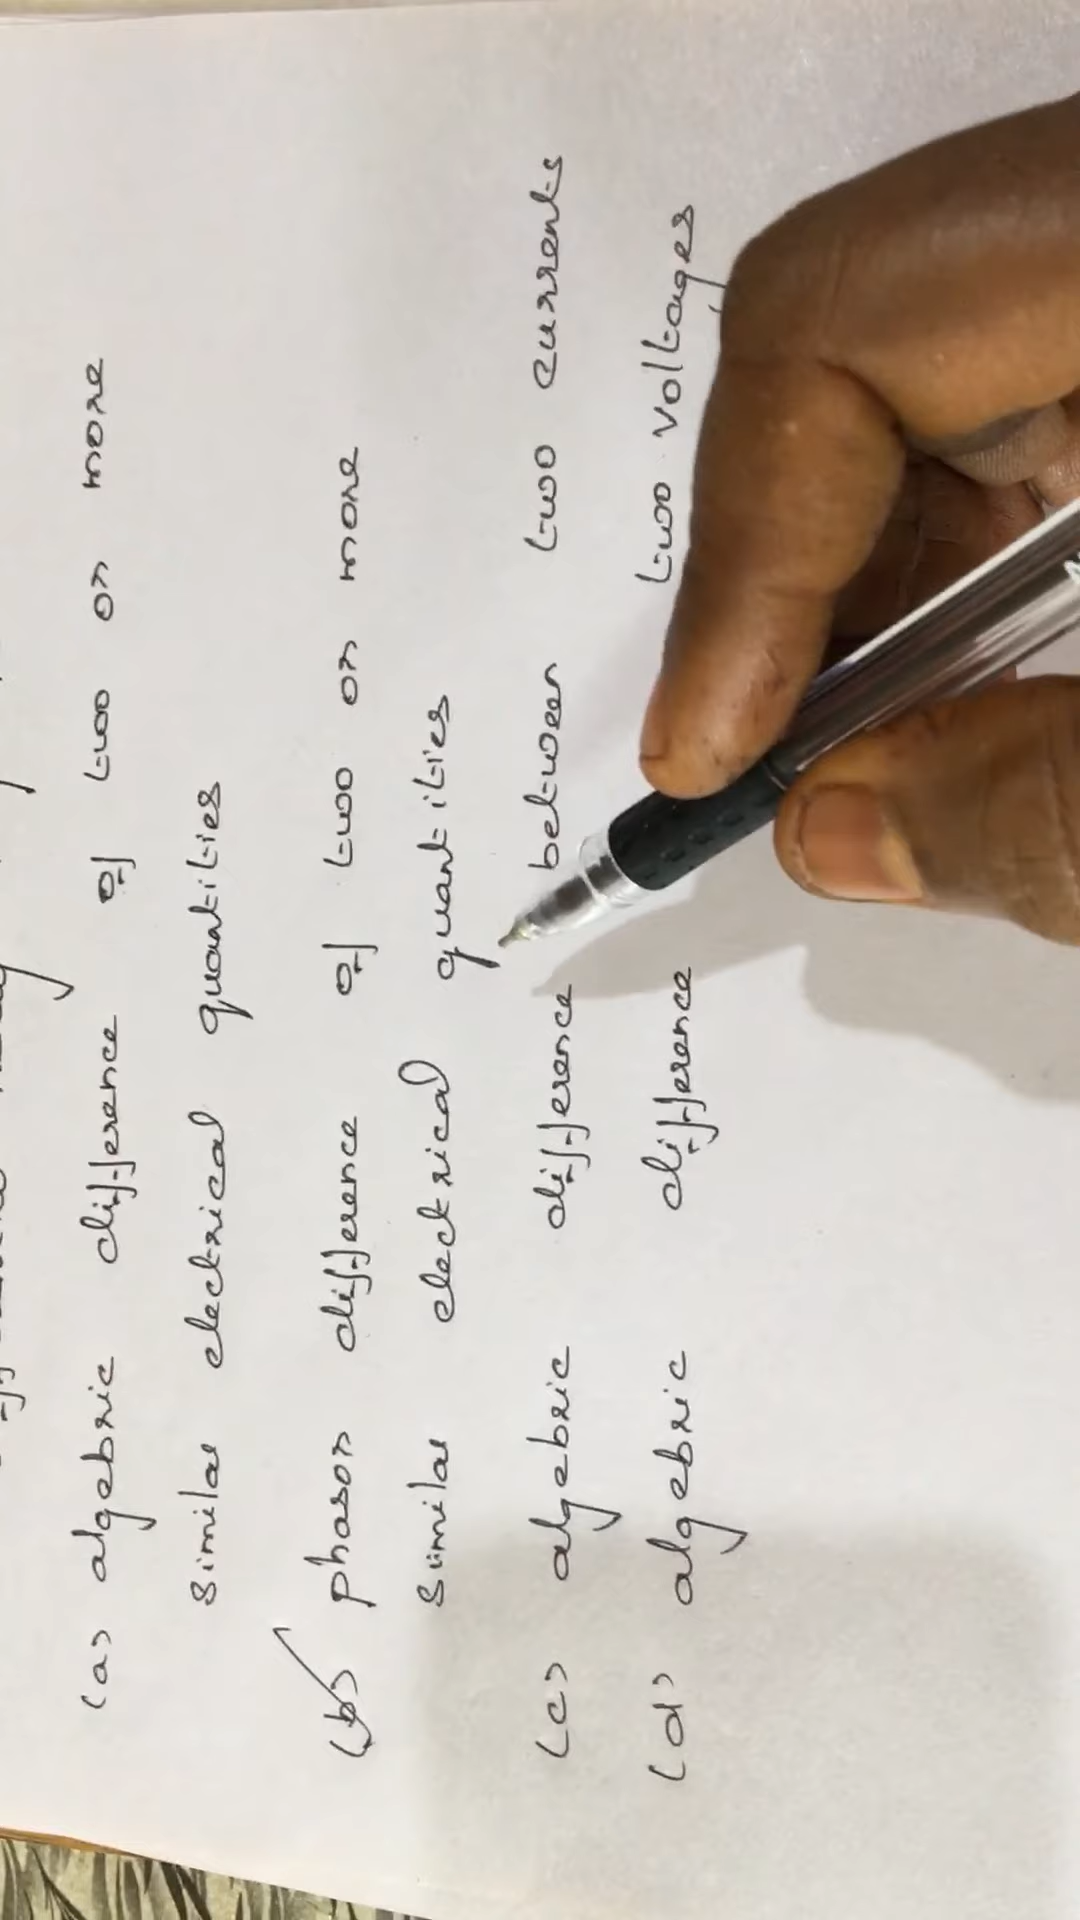 (a) algebric difference of two or more
similar electrical quantities
(b) phasor difference of two or more
similar electrical quantities
(c) algebric difference between two currents
(d) algebric difference two voltages